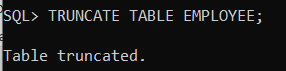 SQL> TRUNCATE TABLE EMPLOYEE;
Table truncated.